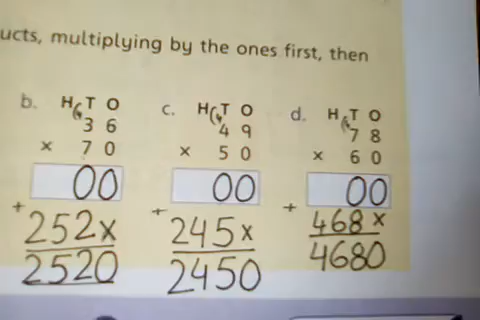 ucts, multiplying by the ones first, then
b. H T O c. H T O d. H T O
3 6 4 9 7 8
x 7 0 x 5 0 x 6 0
00 00 00
+ 252x + 245x + 468x
2520 2450 4680